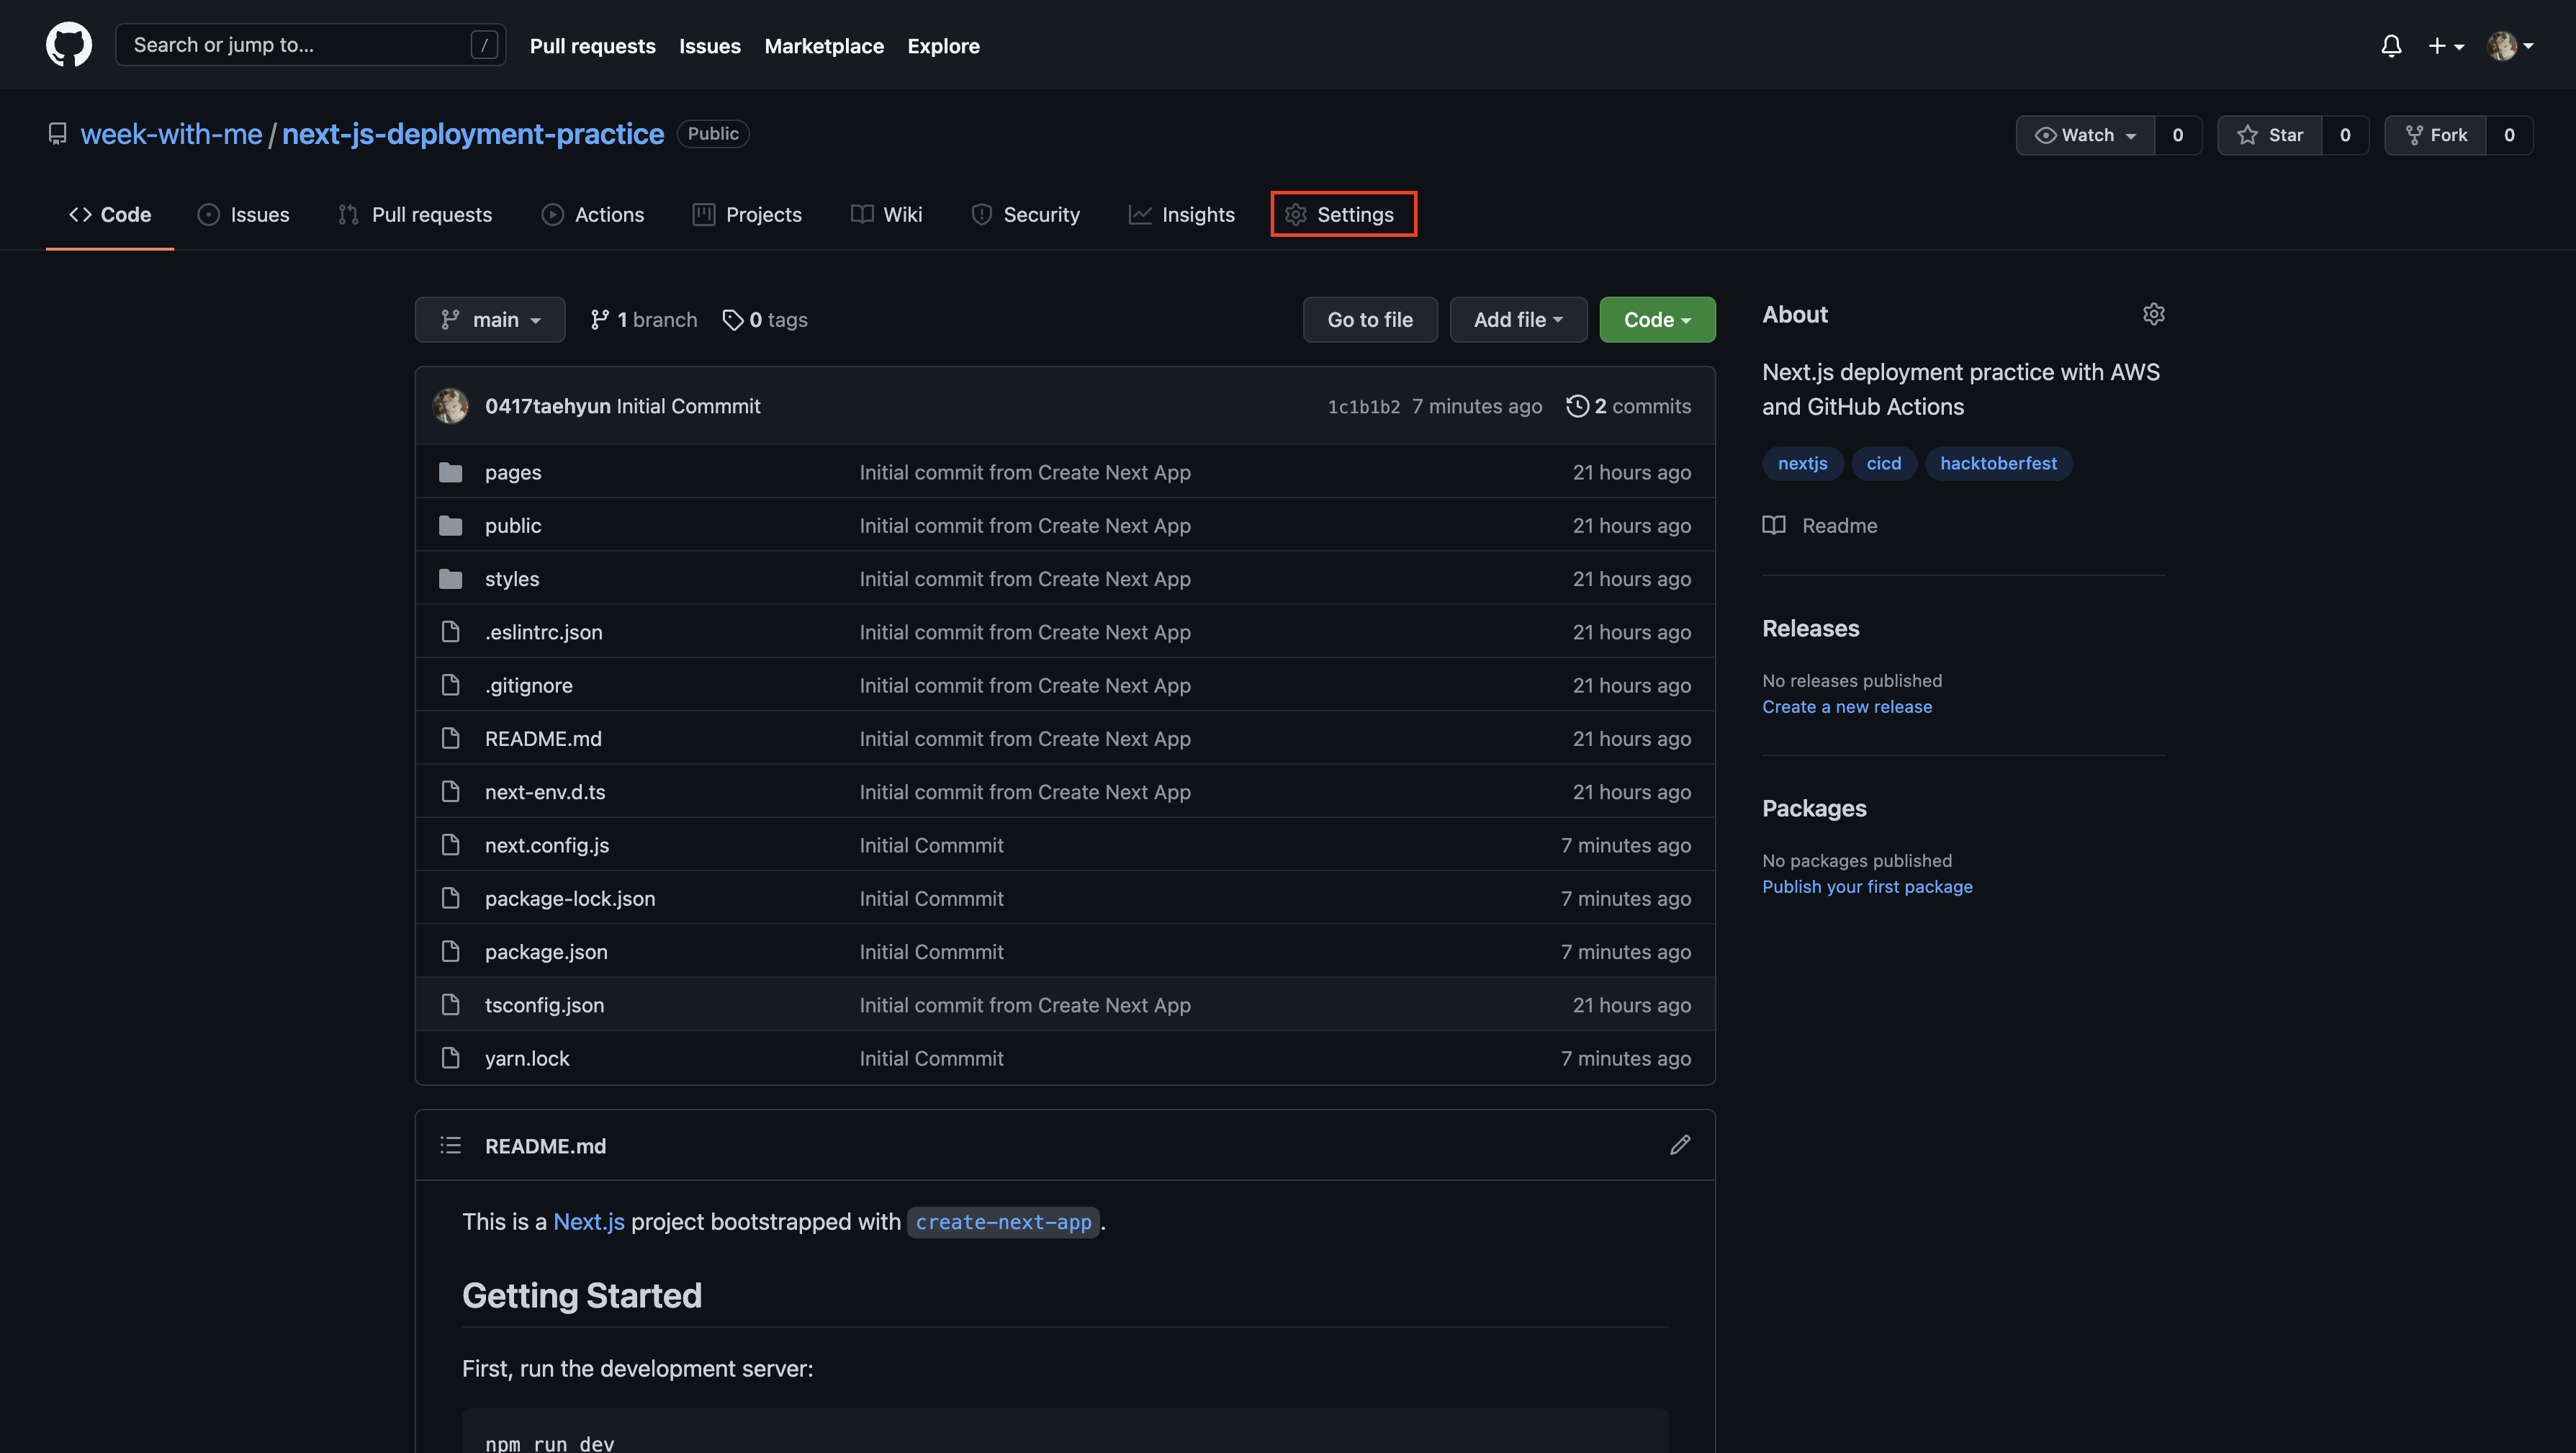 Search or jump to... / Pull requests Issues Marketplace Explore
week-with-me / next-js-deployment-practice Public Watch 0 Star 0 Fork 0
Code Issues Pull requests Actions Projects Wiki Security Insights Settings
main 1 branch 0 tags Go to file Add file Code
0417taehyun Initial Commmit 1c1b1b2 7 minutes ago 2 commits
pages Initial commit from Create Next App 21 hours ago
public Initial commit from Create Next App 21 hours ago
styles Initial commit from Create Next App 21 hours ago
.eslintrc.json Initial commit from Create Next App 21 hours ago
.gitignore Initial commit from Create Next App 21 hours ago
README.md Initial commit from Create Next App 21 hours ago
next-env.d.ts Initial commit from Create Next App 21 hours ago
next.config.js Initial Commmit 7 minutes ago
package-lock.json Initial Commmit 7 minutes ago
package.json Initial Commmit 7 minutes ago
tsconfig.json Initial commit from Create Next App 21 hours ago
yarn.lock Initial Commmit 7 minutes ago
README.md
This is a Next.js project bootstrapped with create-next-app.
Getting Started
First, run the development server:
npm run dev
About
Next.js deployment practice with AWS
and GitHub Actions
nextjs cicd hacktoberfest
Readme
Releases
No releases published
Create a new release
Packages
No packages published
Publish your first package